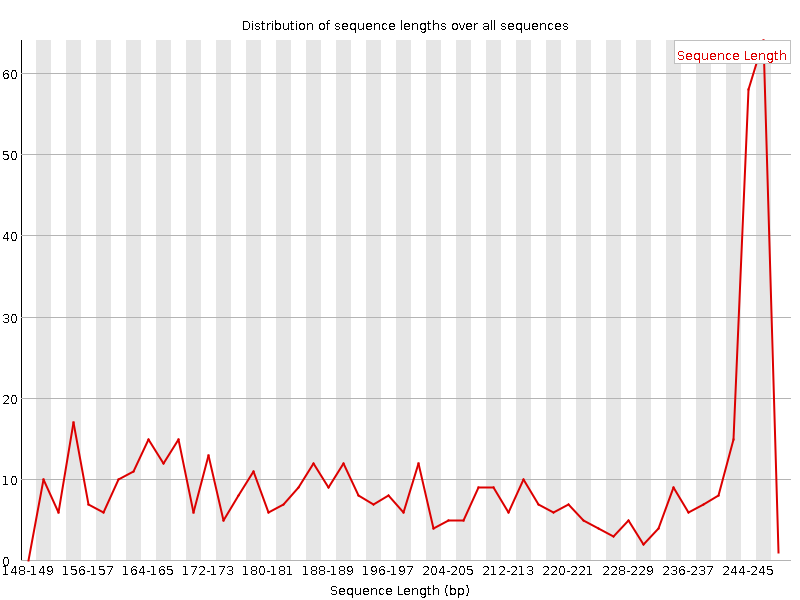 Distribution of sequence lengths over all sequences
Sequence Length
60
50
40
30
20
10
0
148-149 156-157 164-165 172-173 180-181 188-189 196-197 204-205 212-213 220-221 228-229 236-237 244-245
Sequence Length (bp)